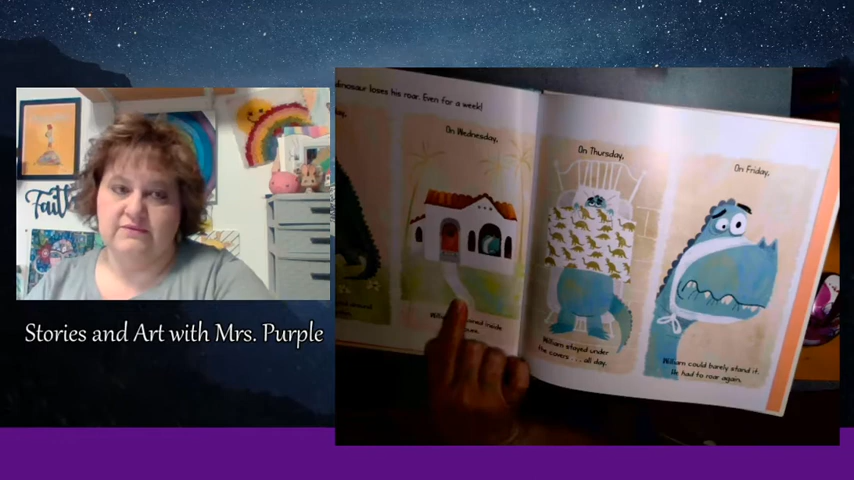 Faith
Stories and Art with Mrs. Purple
dinosaur loses his roar. Even for a week!
On Wednesday,
inside
On Thursday,
William stayed under
the covers . . . all day.
On Friday,
William could barely stand it.
He had to roar again.